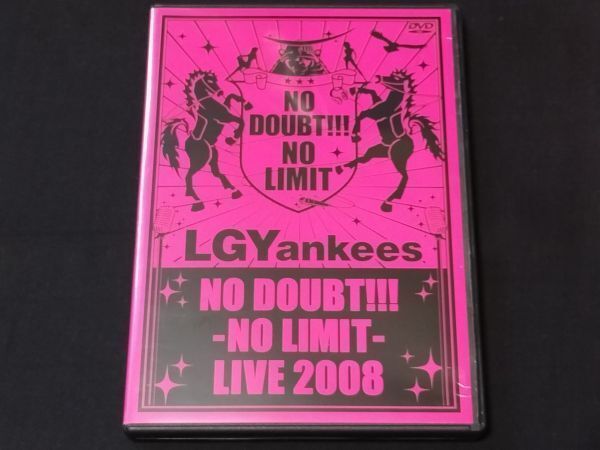 DVD
NO
DOUBT!!!
NO
LIMIT
LGYankees
NO DOUBT!!!
-NO LIMIT-
LIVE 2008